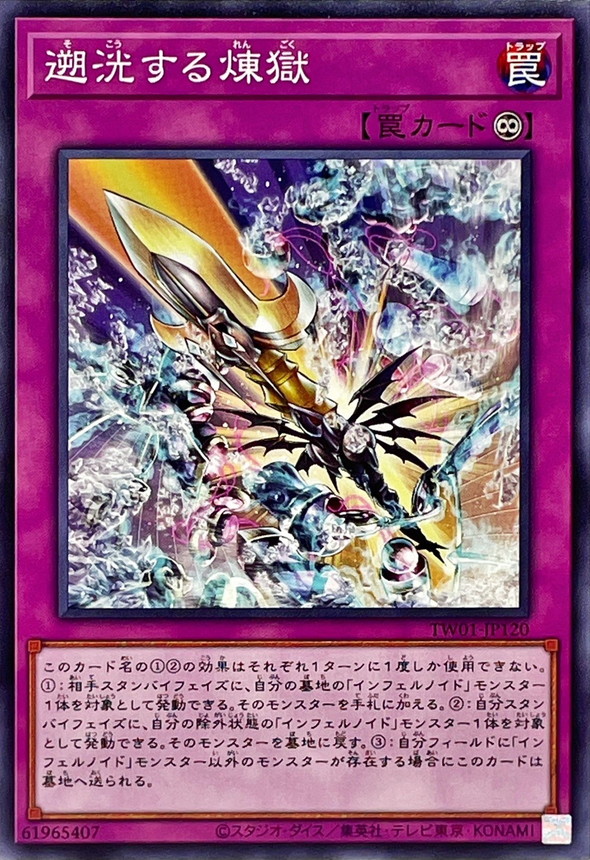 遡洸する煉獄
罠
【罠カード】
TW01-JP120
このカード名の①②の効果はそれぞれ1ターンに1度しか使用できない。
①：相手スタンバイフェイズに、自分の墓地の「インフェルノイド」モンスター
1体を対象として発動できる。そのモンスターを手札に加える。②：自分スタン
バイフェイズに、自分の除外状態の「インフェルノイド」モンスター1体を対象
として発動できる。そのモンスターを墓地に戻す。③：自分フィールドに「イン
フェルノイド」モンスター以外のモンスターが存在する場合にこのカードは
墓地へ送られる。
61965407
©スタジオ・ダイス／集英社・テレビ東京・KONAMI